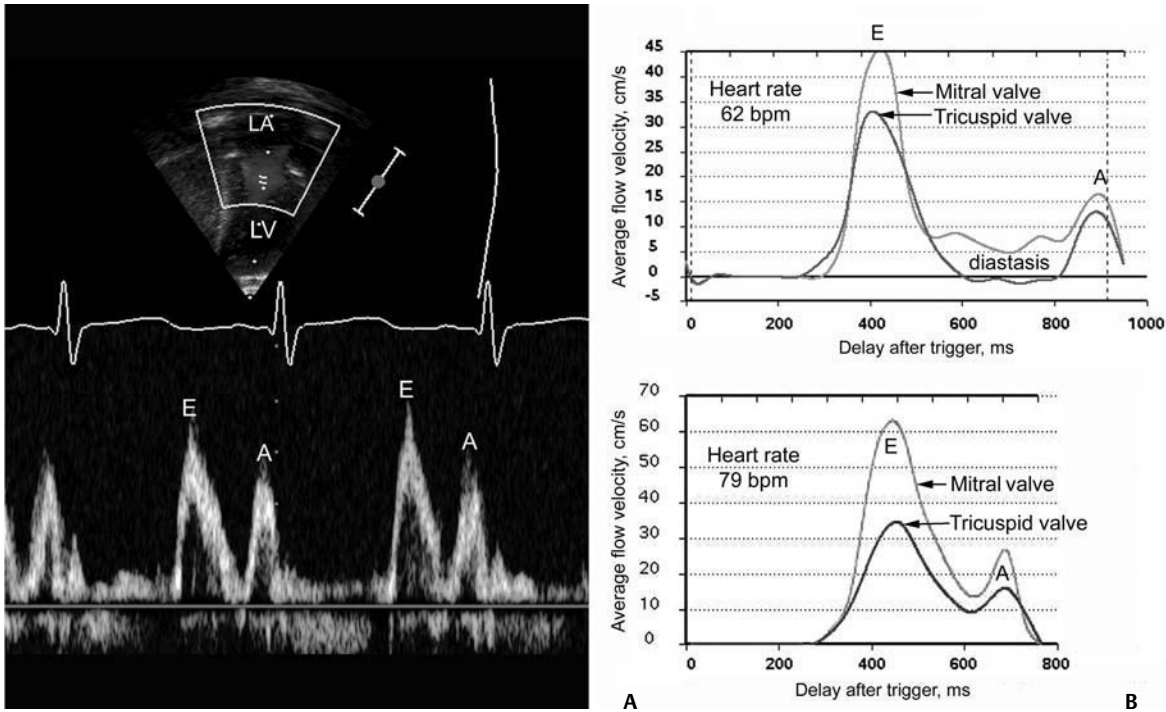 LA
LV
E
A
E
A
A
E
45
40
35
30
25
20
15
10
5
0
-5
Average flow velocity, cm/s
Heart rate
62 bpm
Mitral valve
Tricuspid valve
A
diastasis
0
200
400
600
800
1000
Delay after trigger, ms
70
60
50
40
30
20
10
0
Average flow velocity, cm/s
Heart rate
79 bpm
E
Mitral valve
Tricuspid valve
A
0
200
400
600
800
Delay after trigger, ms
B